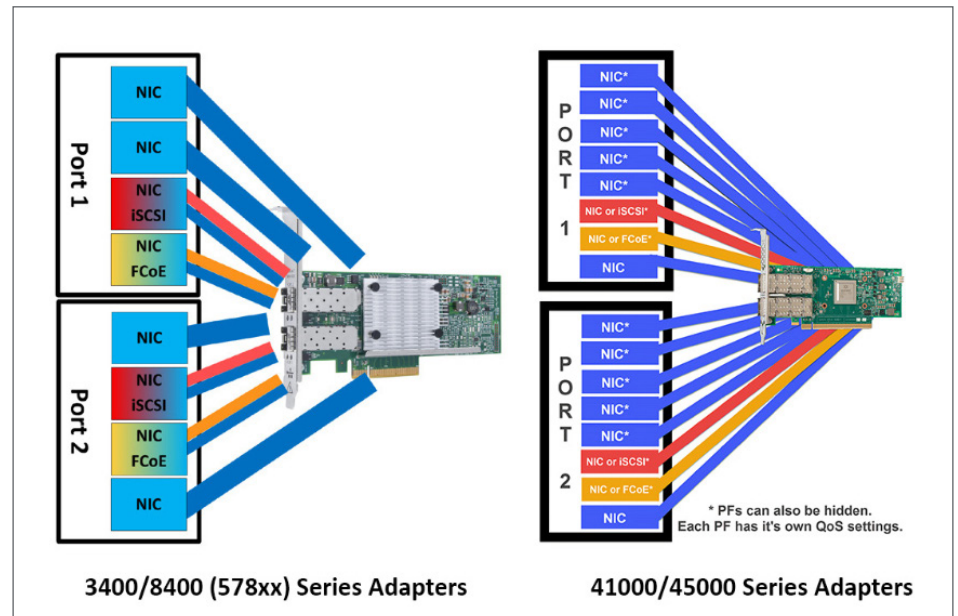 Port 1
NIC
NIC
NIC
iSCSI
NIC
FCoE
Port 2
NIC
NIC
iSCSI
NIC
FCoE
NIC
3400/8400 (578xx) Series Adapters
PORT 1
NIC*
NIC*
NIC*
NIC*
NIC*
NIC or iSCSI*
NIC or FCoE*
NIC
PORT 2
NIC*
NIC*
NIC*
NIC*
NIC*
NIC or iSCSI*
NIC or FCoE*
NIC
* PFs can also be hidden.
Each PF has it's own QoS settings.
41000/45000 Series Adapters